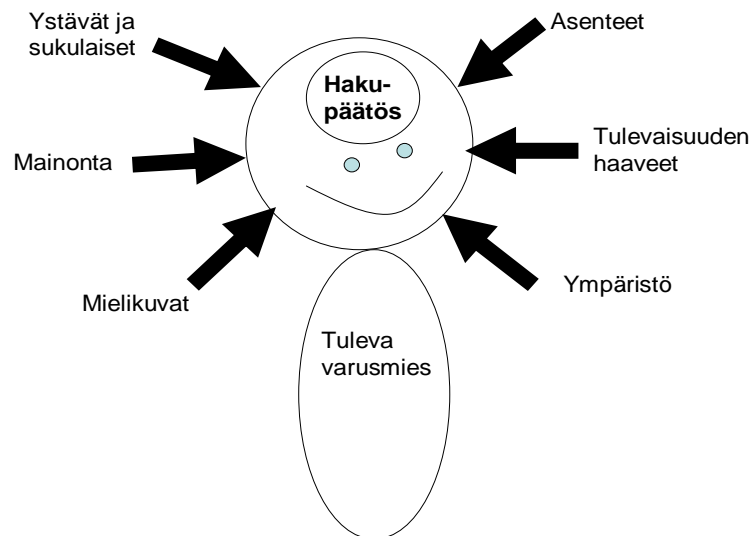 Ystävät ja
sukulaiset
Asenteet
Haku-
päätös
Mainonta
Tulevaisuuden
haaveet
Mielikuvat
Ympäristö
Tuleva
varusmies